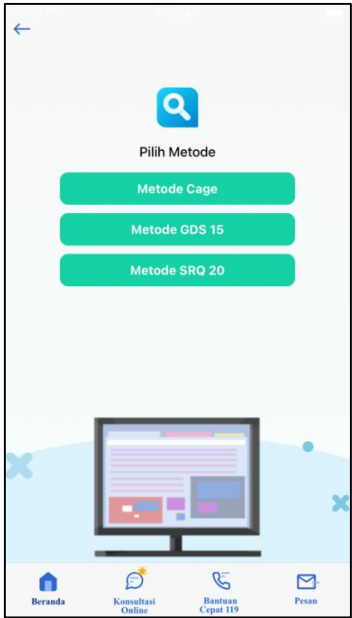 Pilih Metode
Metode Cage
Metode GDS 15
Metode SRQ 20
Beranda
Konsultasi
Online
Bantuan
Cepat 119
Pesan